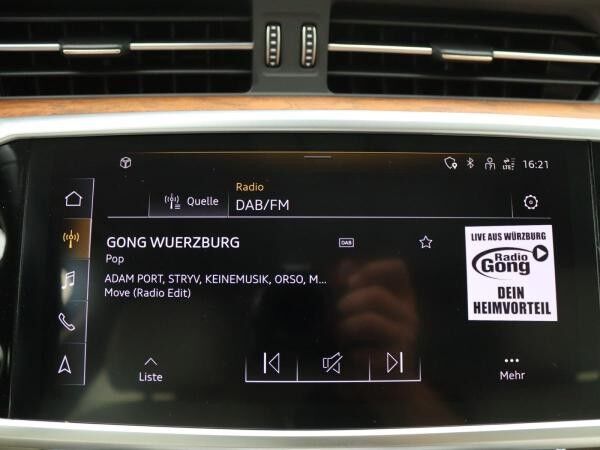 LTE
16:21
Radio
Quelle
DAB/FM
GONG WUERZBURG
DAB
Pop
ADAM PORT, STRYV, KEINEMUSIK, ORSO, M...
Move (Radio Edit)
LIVE AUS WÜRZBURG
Radio
Gong
DEIN
HEIMVORTEIL
Liste
Mehr